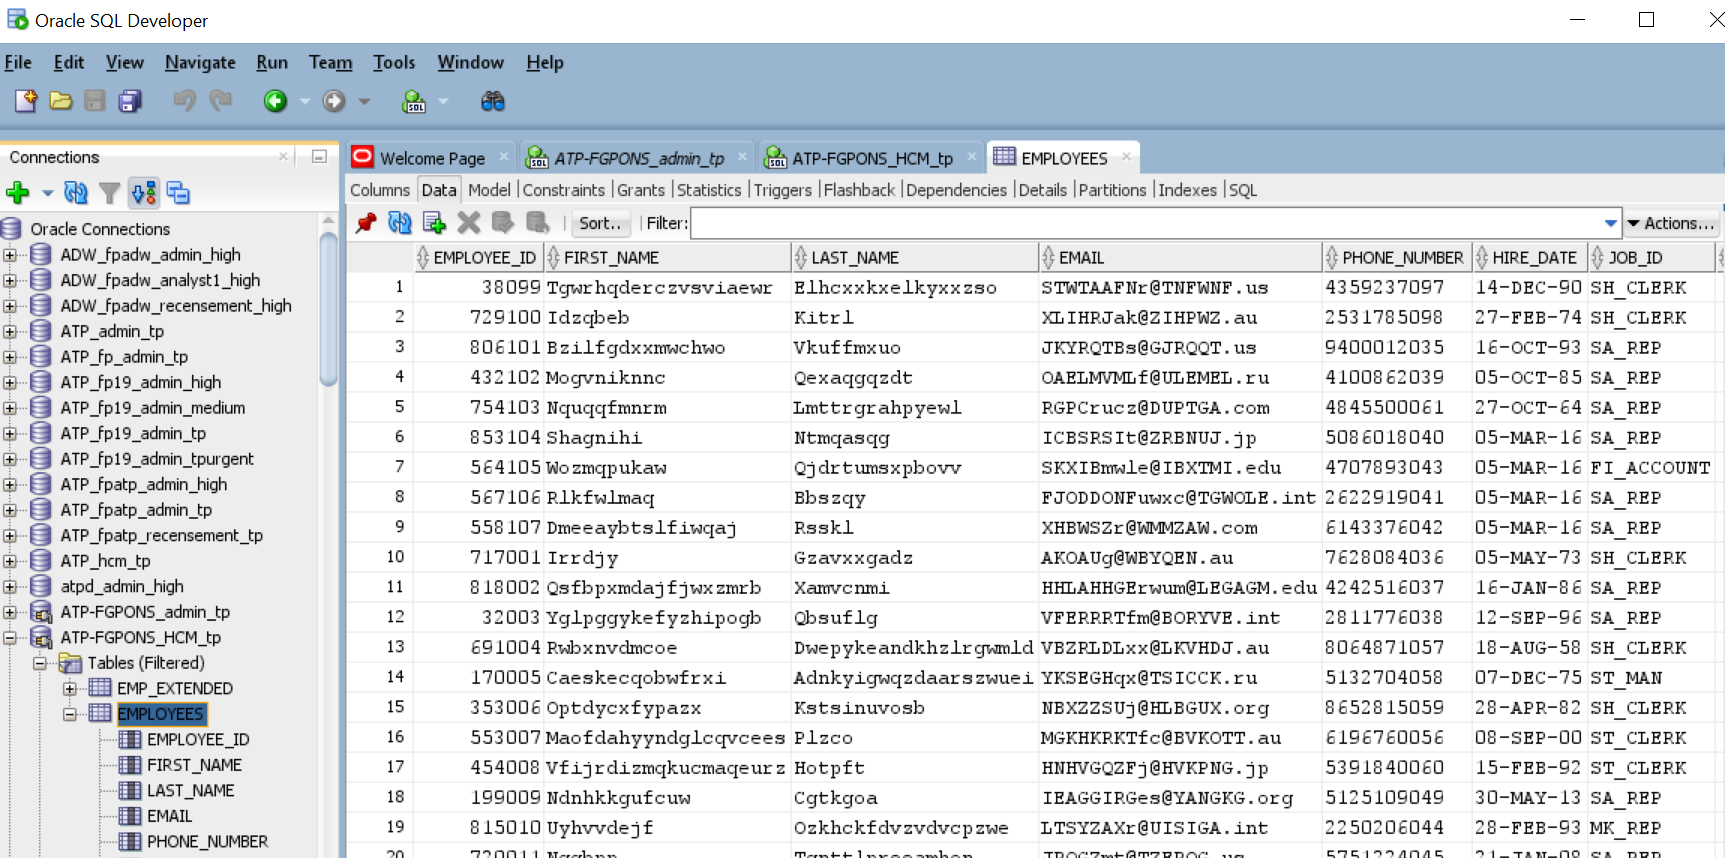 Oracle SQL Developer
File Edit View Navigate Run Team Tools Window Help
Connections
Oracle Connections
ADW_fpadw_admin_high
ADW_fpadw_analyst1_high
ADW_fpadw_recensement_high
ATP_admin_tp
ATP_fp_admin_tp
ATP_fp19_admin_high
ATP_fp19_admin_medium
ATP_fp19_admin_tp
ATP_fp19_admin_tpurgent
ATP_fpatp_admin_high
ATP_fpatp_admin_tp
ATP_fpatp_recensement_tp
ATP_hcm_tp
atpd_admin_high
ATP-FGPONS_admin_tp
ATP-FGPONS_HCM_tp
Tables (Filtered)
EMP_EXTENDED
EMPLOYEES
EMPLOYEE_ID
FIRST_NAME
LAST_NAME
EMAIL
PHONE_NUMBER
Welcome Page ATP-FGPONS_admin_tp ATP-FGPONS_HCM_tp EMPLOYEES
Columns Data Model Constraints Grants Statistics Triggers Flashback Dependencies Details Partitions Indexes SQL
Sort.. Filter: Actions...
EMPLOYEE_ID FIRST_NAME LAST_NAME EMAIL PHONE_NUMBER HIRE_DATE JOB_ID
1 38099 Tgwrhqderczvsviaewr Elhcxxkxelkyxxzso STWTAAFNr@TNFWNF.us 4359237097 14-DEC-90 SH_CLERK
2 729100 Idzqbeb Kitrl XLIHRJak@ZIHPWZ.au 2531785098 27-FEB-74 SH_CLERK
3 806101 Bzilfgdxxmwchwo Vkuffmxuo JKYRQTBs@GJRQQT.us 9400012035 16-OCT-93 SA_REP
4 432102 Mogvniknnc Qexaqgqzdt OAELMVMLf@ULEMEL.ru 4100862039 05-OCT-85 SA_REP
5 754103 Nquqqfmnrm Lmttrgrahpyewl RGPCrucz@DUPTGA.com 4845500061 27-OCT-64 SA_REP
6 853104 Shagnihi Ntmqasqg ICBSRSIt@ZRBNUJ.jp 5086018040 05-MAR-16 SA_REP
7 564105 Wozmqpukaw Qjdrtumsxpbovv SKXIBmwle@IBXTMI.edu 4707893043 05-MAR-16 FI_ACCOUNT
8 567106 Rlkfwlmaq Bbszqy FJODDONFuwxc@TGWOLE.int 2622919041 05-MAR-16 SA_REP
9 558107 Dmeeaybtslfiwqaj Rsskl XHBWSZr@WMMZAW.com 6143376042 05-MAR-16 SA_REP
10 717001 Irrdjy Gzavxxgadz AKOAUg@WBYQEN.au 7628084036 05-MAY-73 SH_CLERK
11 818002 Qsfbpxmdajfjwxzmrb Xamvcnmi HHLAHHGErwum@LEGAGM.edu 4242516037 16-JAN-86 SA_REP
12 32003 Yglpggykefyzhipogb Qbsuflg VFERRRTfm@BORYVE.int 2811776038 12-SEP-96 SA_REP
13 691004 Rwbxnvdmcoe Dwepykeandkhzlrgwmld VBZRLDLxx@LKVHDJ.au 8064871057 18-AUG-58 SH_CLERK
14 170005 Caeskecqobwfrxi Adnkyigwqzdaarszwuei YKSEGHqx@TSICCK.ru 5132704058 07-DEC-75 ST_MAN
15 353006 Optdycxfypazx Kstsinuvosb NBXZZSUj@HLBGUX.org 8652815059 28-APR-82 SH_CLERK
16 553007 Maofdahyyndglcqvcees Plzco MGKHKRKTfc@BVKOTT.au 6196760056 08-SEP-00 ST_CLERK
17 454008 Vfijrdizmqkucmaqeurz Hotpft HNHVGQZFj@HVKPNG.jp 5391840060 15-FEB-92 ST_CLERK
18 199009 Ndnhkkgufcuw Cgtkgoa IEAGGIRGes@YANGKG.org 5125109049 30-MAY-13 SA_REP
19 815010 Uyhvvdejf Ozkhckfdvzvdvcpzwe LTSYZAXr@UISIGA.int 2250206044 28-FEB-93 MK_REP
20